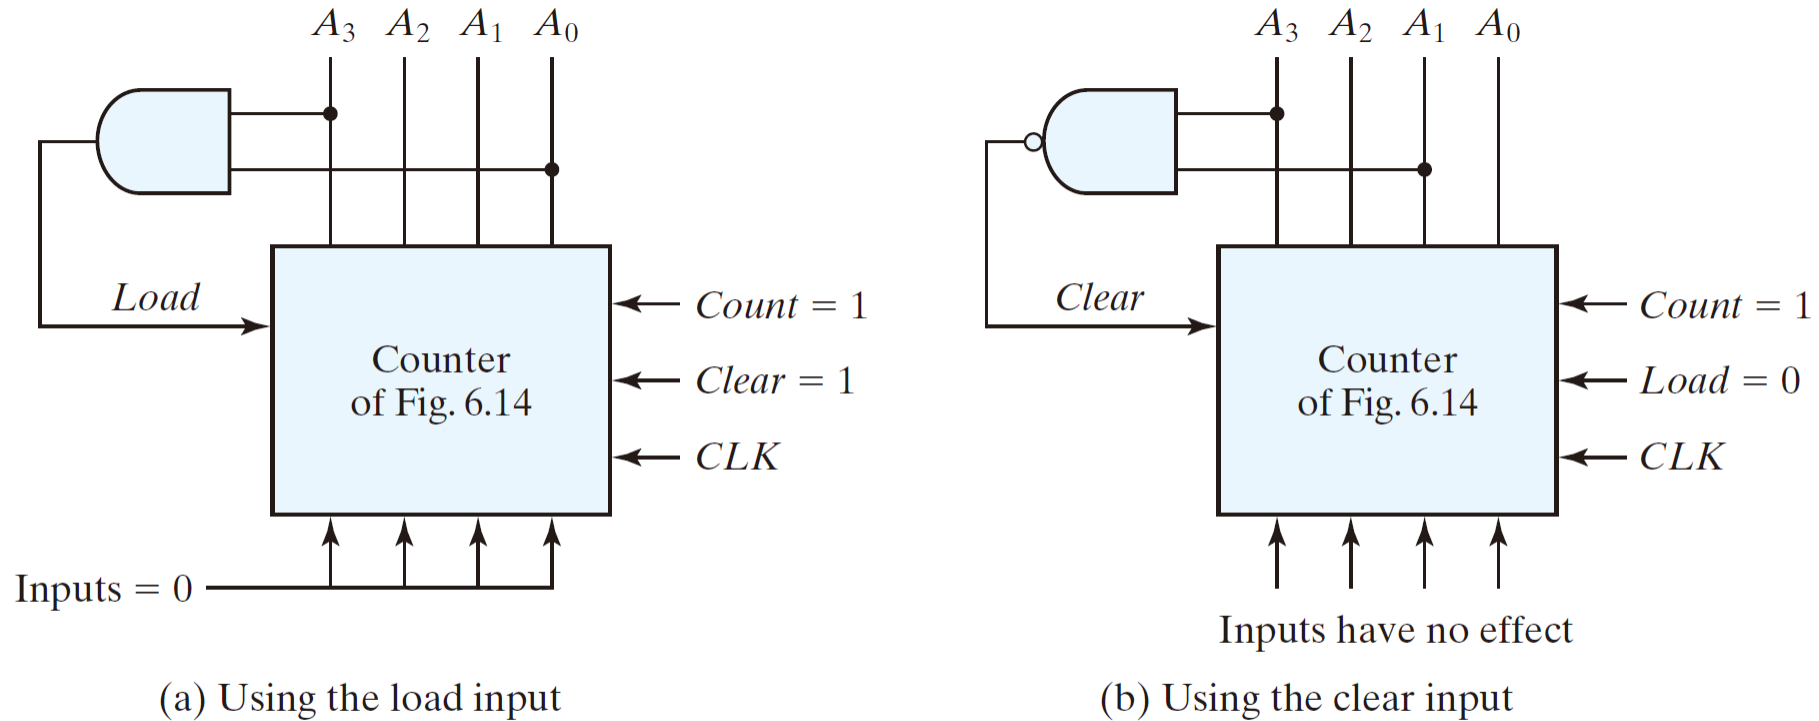 A₃ A₂ A₁ A₀
Load
Count = 1
Counter
of Fig. 6.14
Clear = 1
CLK
Inputs = 0
(a) Using the load input
A₃ A₂ A₁ A₀
Clear
Count = 1
Counter
of Fig. 6.14
Load = 0
CLK
Inputs have no effect
(b) Using the clear input